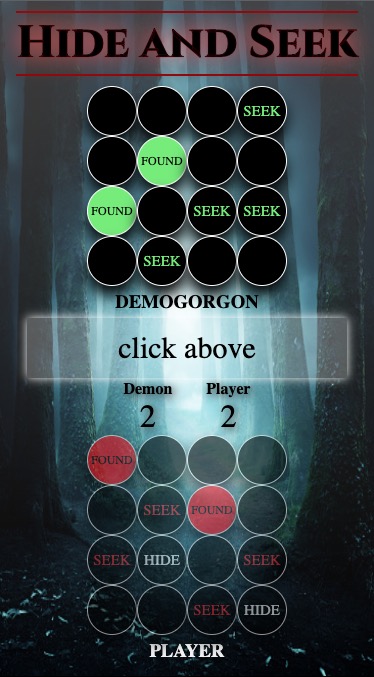 Hide and Seek
SEEK
FOUND
FOUND SEEK SEEK
SEEK
DEMOGORGON
click above
Demon Player
2 2
FOUND
SEEK FOUND
SEEK HIDE SEEK
SEEK HIDE
PLAYER